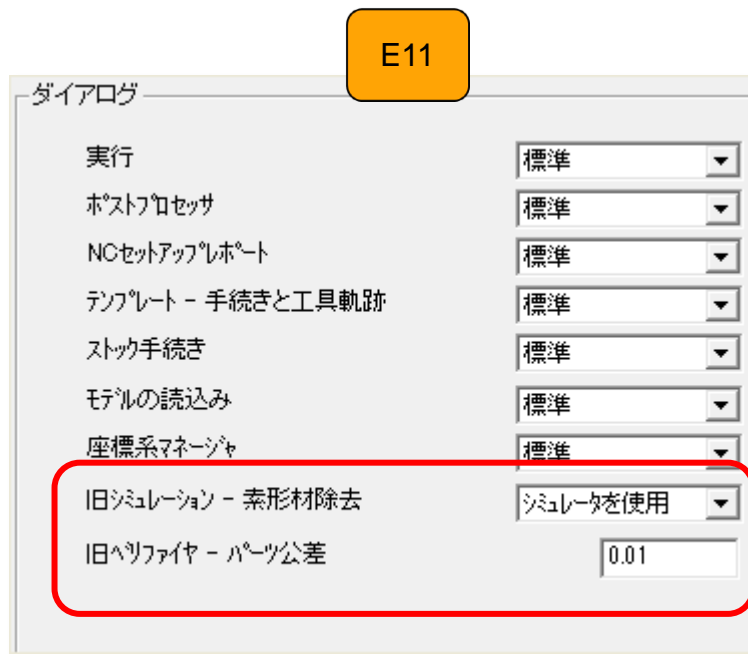 E11
ダイアログ
実行 標準
ﾎﾟｽﾄﾌﾟﾛｾｯｻ 標準
NCｾｯﾄｱｯﾌﾟﾚﾎﾟｰﾄ 標準
ﾃﾝﾌﾟﾚｰﾄ - 手続きと工具軌跡 標準
ｽﾄｯｸ手続き 標準
ﾓﾃﾞﾙの読込み 標準
座標系ﾏﾈｰｼﾞｬ 標準
旧ｼﾐｭﾚｰｼｮﾝ - 素形材除去 ｼﾐｭﾚｰﾀを使用
旧ﾍﾞﾘﾌｧｲﾔ - ﾊﾟｰﾂ公差 0.01